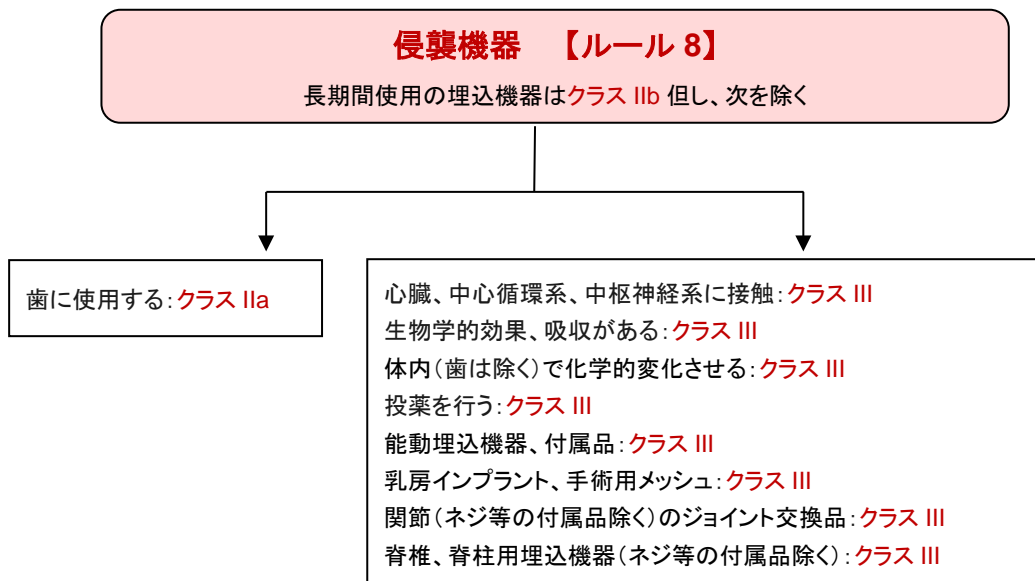 侵襲機器 【ルール 8】
長期間使用の埋込機器はクラス IIb 但し、次を除く
歯に使用する：クラス IIa
心臓、中心循環系、中枢神経系に接触：クラス III
生物学的効果、吸収がある：クラス III
体内（歯は除く）で化学的変化させる：クラス III
投薬を行う：クラス III
能動埋込機器、付属品：クラス III
乳房インプラント、手術用メッシュ：クラス III
関節（ネジ等の付属品除く）のジョイント交換品：クラス III
脊椎、脊柱用埋込機器（ネジ等の付属品除く）：クラス III